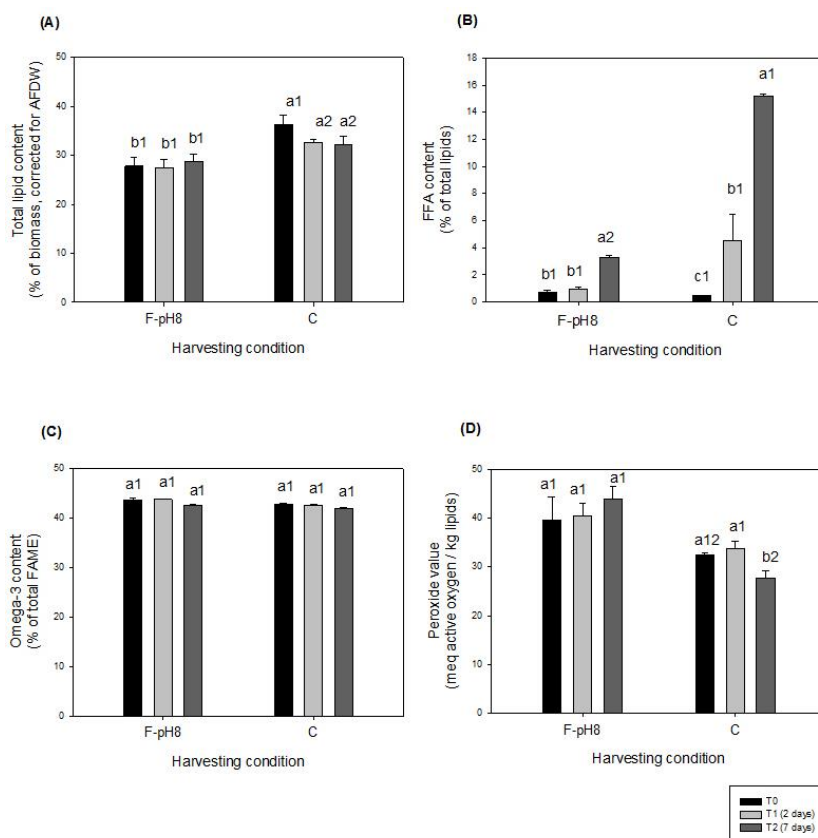 (A)
Total lipid content
(% of biomass, corrected for AFDW)
50
40
30
20
10
0
b1 b1 b1
a1 a2 a2
F-pH8 C
Harvesting condition
(B)
FFA content
(% of total lipids)
18
16
14
12
10
8
6
4
2
0
b1 b1 a2
c1 b1 a1
F-pH8 C
Harvesting condition
(C)
Omega-3 content
(% of total FAME)
50
40
30
20
10
0
a1 a1 a1
a1 a1 a1
F-pH8 C
Harvesting condition
(D)
Peroxide value
(meq active oxygen / kg lipids)
50
40
30
20
10
0
a1 a1 a1
a12 a1 b2
F-pH8 C
Harvesting condition
T0
T1 (2 days)
T2 (7 days)